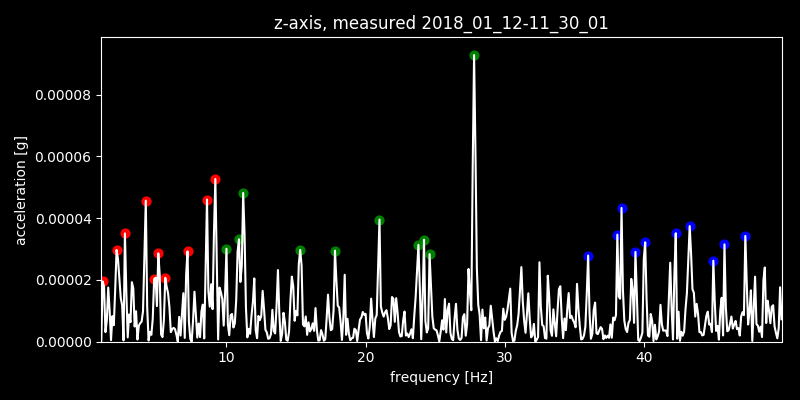 z-axis, measured 2018_01_12-11_30_01
acceleration [g]
0.00008
0.00006
0.00004
0.00002
0.00000
10 20 30 40
frequency [Hz]